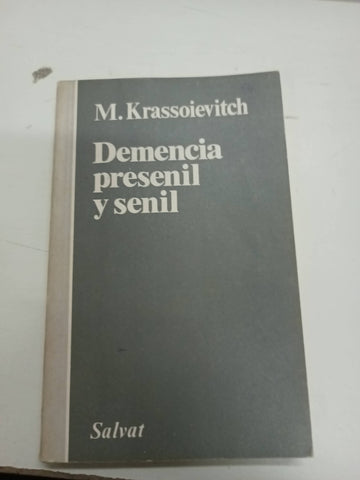 M. Krassoievitch
Demencia
presenil
y senil
Salvat